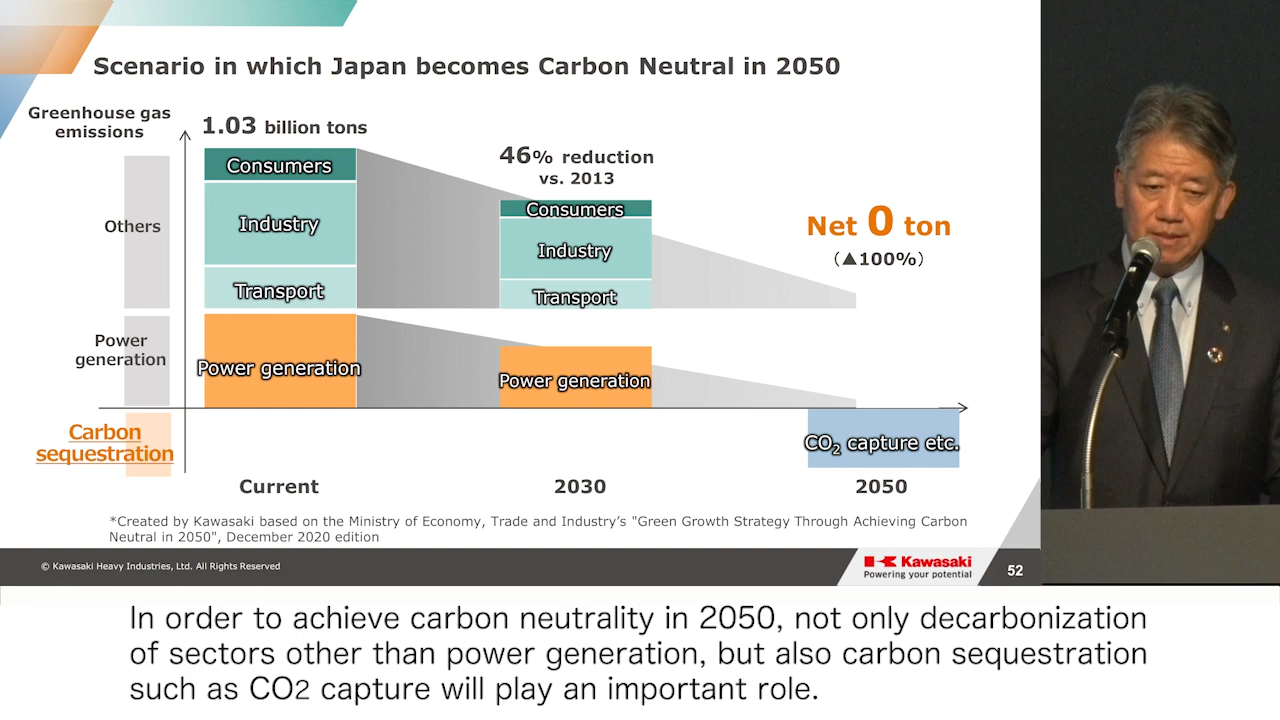 Scenario in which Japan becomes Carbon Neutral in 2050
Greenhouse gas
emissions
1.03 billion tons
46% reduction
vs. 2013
Net 0 ton
(▲100%)
Others
Consumers
Industry
Transport
Consumers
Industry
Transport
Power
generation
Power generation
Power generation
Carbon
sequestration
CO₂ capture etc.
Current
2030
2050
*Created by Kawasaki based on the Ministry of Economy, Trade and Industry’s "Green Growth Strategy Through Achieving Carbon
Neutral in 2050", December 2020 edition
© Kawasaki Heavy Industries, Ltd. All Rights Reserved
Kawasaki
Powering your potential
52
In order to achieve carbon neutrality in 2050, not only decarbonization
of sectors other than power generation, but also carbon sequestration
such as CO2 capture will play an important role.